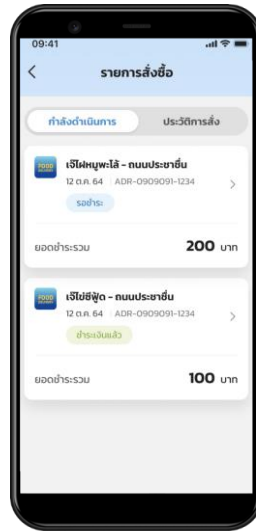 09:41
รายการสั่งซื้อ
กำลังดำเนินการ ประวัติการสั่ง
FOOD DELIVERY
เจ๊ไฝหมูพะโล้ - ถนนประชาชื่น
12 ต.ค. 64 | ADR-0909091-1234
รอชำระ
ยอดชำระรวม 200 บาท
FOOD DELIVERY
เจ๊ไข่ซีฟู้ด - ถนนประชาชื่น
12 ต.ค. 64 | ADR-0909091-1234
ชำระเงินแล้ว
ยอดชำระรวม 100 บาท